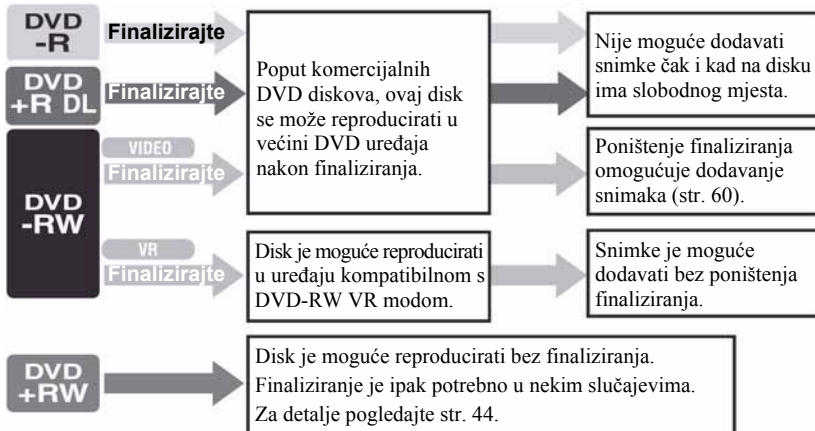 DVD
-R
Finalizirajte
DVD
+R DL
Finalizirajte
Poput komercijalnih
DVD diskova, ovaj disk
se može reproducirati u
većini DVD uređaja
nakon finaliziranja.
Nije moguće dodavati
snimke čak i kad na disku
ima slobodnog mjesta.
DVD
-RW
VIDEO
Finalizirajte
Poništenje finaliziranja
omogućuje dodavanje
snimaka (str. 60).
VR
Finalizirajte
Disk je moguće reproducirati
u uređaju kompatibilnom s
DVD-RW VR modom.
Snimke je moguće
dodavati bez poništenja
finaliziranja.
DVD
+RW
Disk je moguće reproducirati bez finaliziranja.
Finaliziranje je ipak potrebno u nekim slučajevima.
Za detalje pogledajte str. 44.